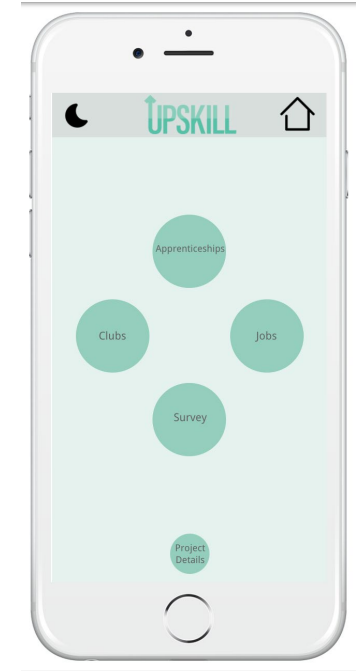 UPSKILL
Apprenticeships
Clubs
Jobs
Survey
Project
Details